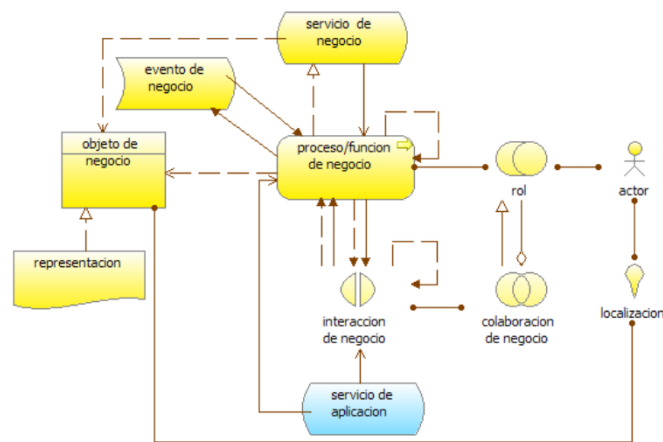 servicio de
negocio
evento de
negocio
objeto de
negocio
proceso/funcion
de negocio
rol
actor
representacion
interaccion
de negocio
colaboracion
de negocio
localizacion
servicio de
aplicacion